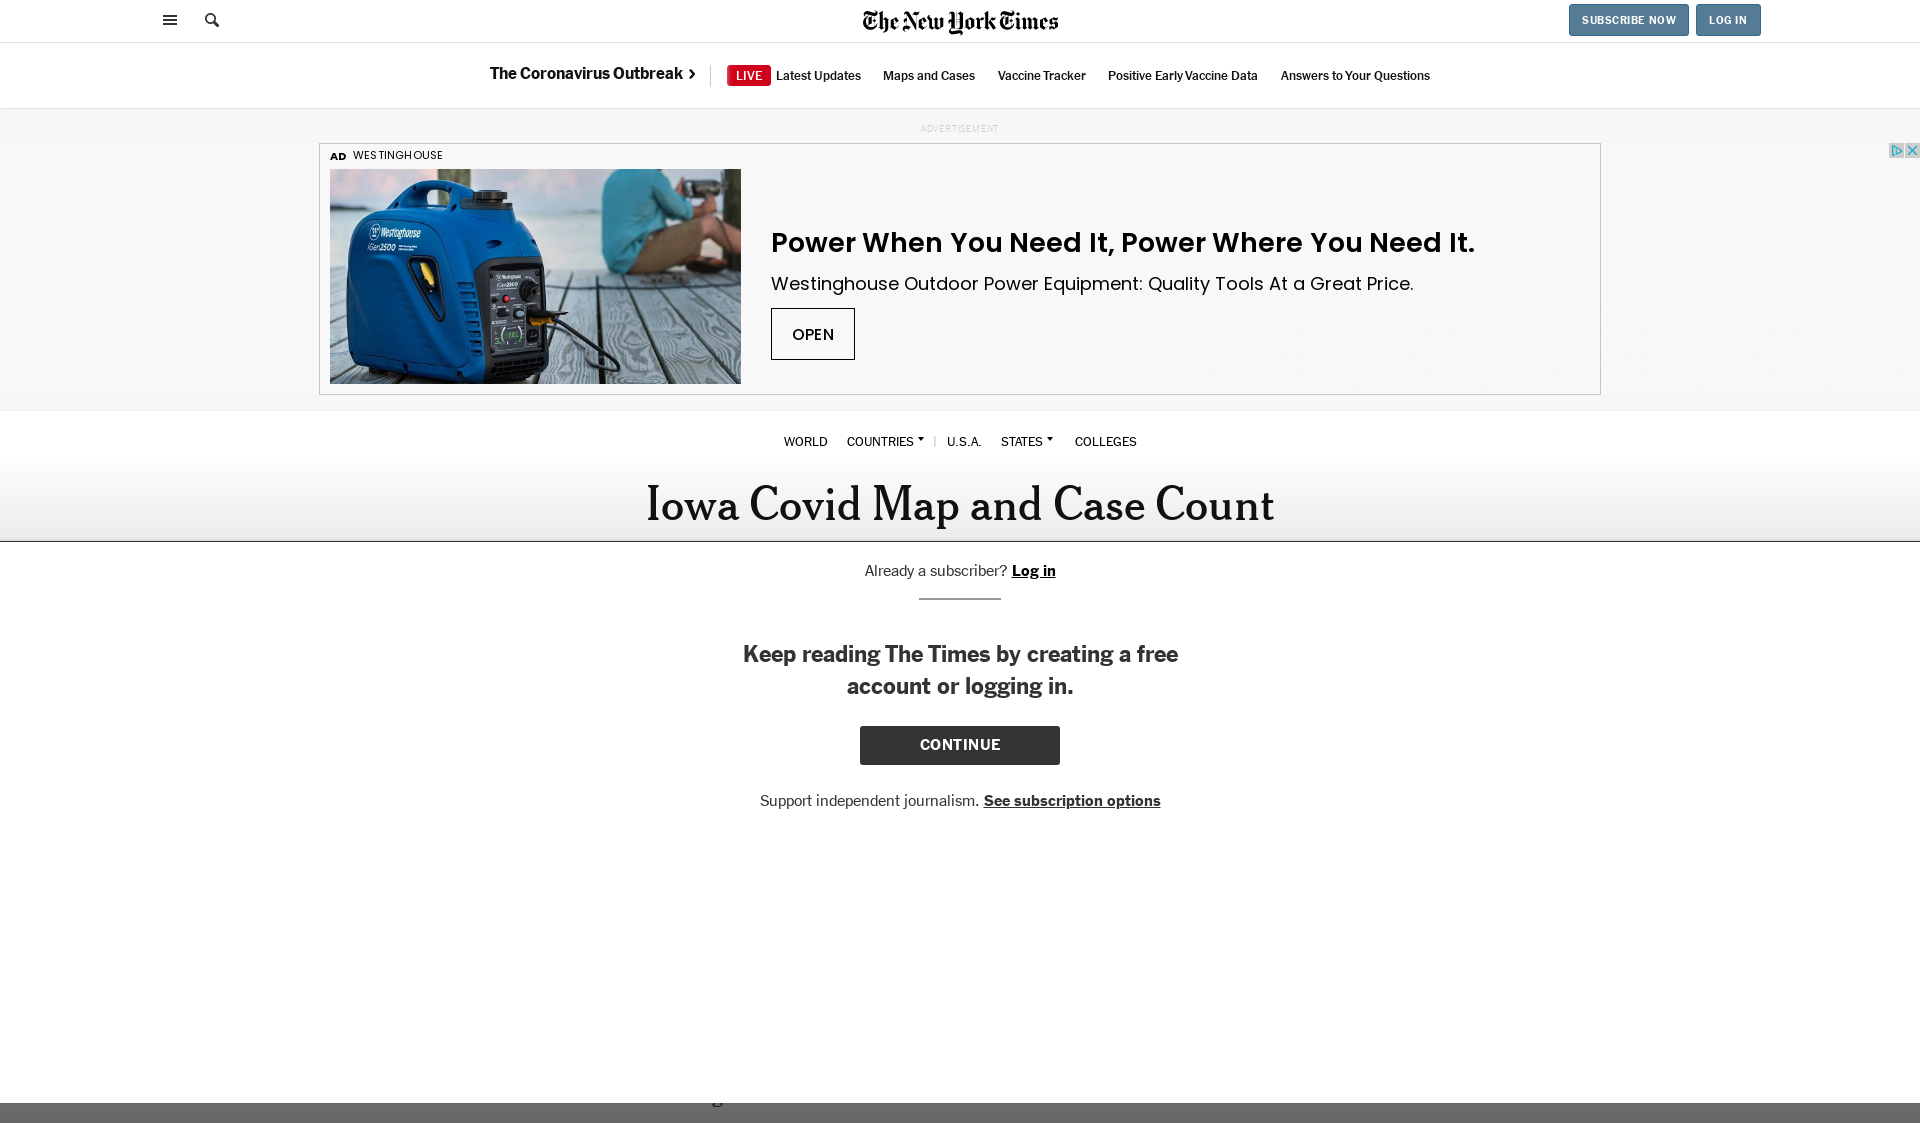 The New York Times
SUBSCRIBE NOW
LOG IN
The Coronavirus Outbreak ›
LIVE Latest Updates
Maps and Cases
Vaccine Tracker
Positive Early Vaccine Data
Answers to Your Questions
ADVERTISEMENT
AD WESTINGHOUSE
Westinghouse
iGen2500
Power When You Need It, Power Where You Need It.
Westinghouse Outdoor Power Equipment: Quality Tools At a Great Price.
OPEN
WORLD COUNTRIES | U.S.A. STATES COLLEGES
Iowa Covid Map and Case Count
Already a subscriber? Log in
Keep reading The Times by creating a free
account or logging in.
CONTINUE
Support independent journalism. See subscription options